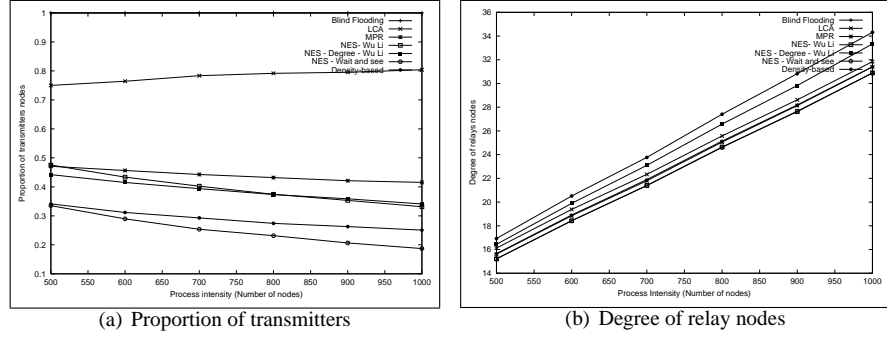 1
0.9
0.8
0.7
0.6
0.5
0.4
0.3
0.2
0.1
500
550
600
650
700
750
800
850
900
950
1000
Proportion of transmitters nodes
Process intensity (Number of nodes)
Blind Flooding
LCA
MPR
NES- Wu Li
NES - Degree - Wu Li
NES - Wait and see
Density-based
(a) Proportion of transmitters
36
34
32
30
28
26
24
22
20
18
16
14
500
550
600
650
700
750
800
850
900
950
1000
Degree of relays nodes
Process Intensity (Number of nodes)
Blind Flooding
LCA
MPR
NES- Wu Li
NES - Degree - Wu Li
NES - Wait and see
Density-based
(b) Degree of relay nodes